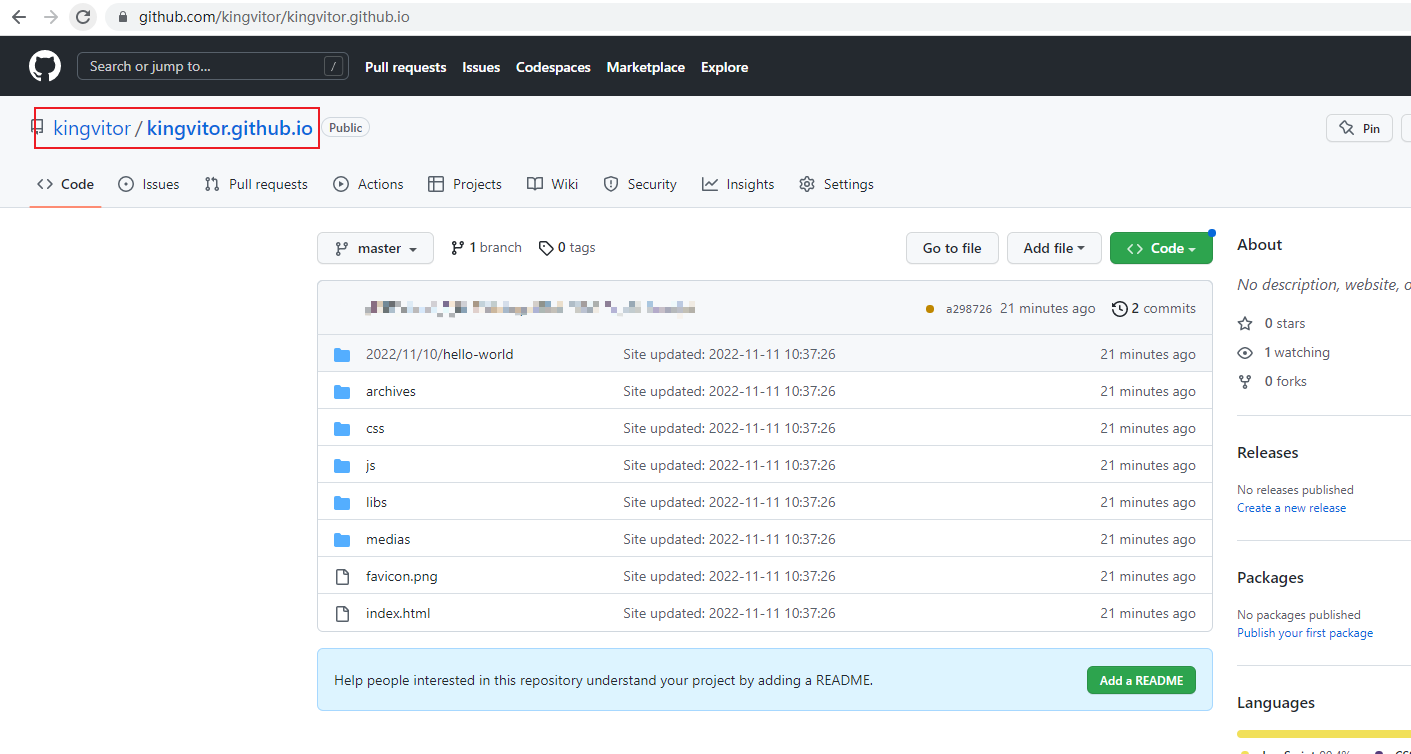 github.com/kingvitor/kingvitor.github.io
Search or jump to... / Pull requests Issues Codespaces Marketplace Explore
kingvitor / kingvitor.github.io Public Pin
Code Issues Pull requests Actions Projects Wiki Security Insights Settings
master 1 branch 0 tags Go to file Add file Code
a298726 21 minutes ago 2 commits
2022/11/10/hello-world Site updated: 2022-11-11 10:37:26 21 minutes ago
archives Site updated: 2022-11-11 10:37:26 21 minutes ago
css Site updated: 2022-11-11 10:37:26 21 minutes ago
js Site updated: 2022-11-11 10:37:26 21 minutes ago
libs Site updated: 2022-11-11 10:37:26 21 minutes ago
medias Site updated: 2022-11-11 10:37:26 21 minutes ago
favicon.png Site updated: 2022-11-11 10:37:26 21 minutes ago
index.html Site updated: 2022-11-11 10:37:26 21 minutes ago
Help people interested in this repository understand your project by adding a README. Add a README
About
No description, website, o
0 stars
1 watching
0 forks
Releases
No releases published
Create a new release
Packages
No packages published
Publish your first package
Languages